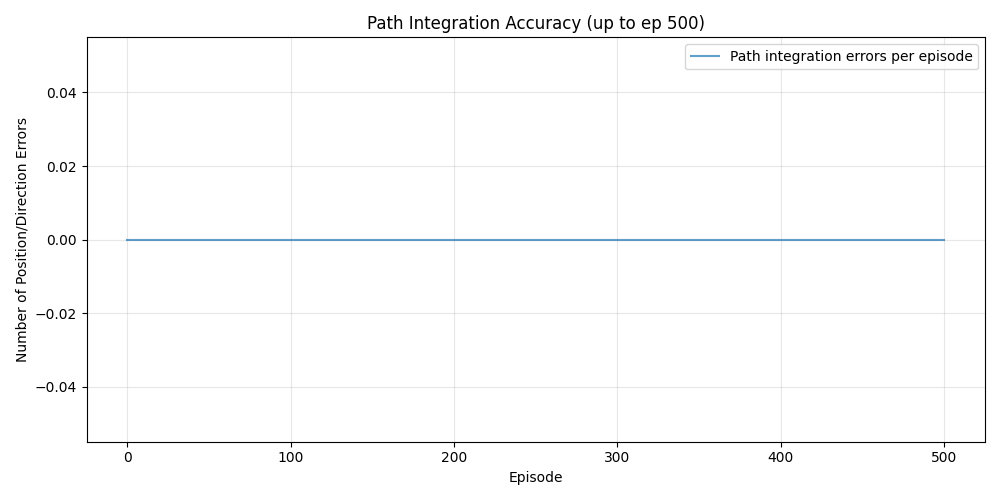 Path Integration Accuracy (up to ep 500)
Path integration errors per episode
Number of Position/Direction Errors
0.04
0.02
0.00
−0.02
−0.04
0 100 200 300 400 500
Episode